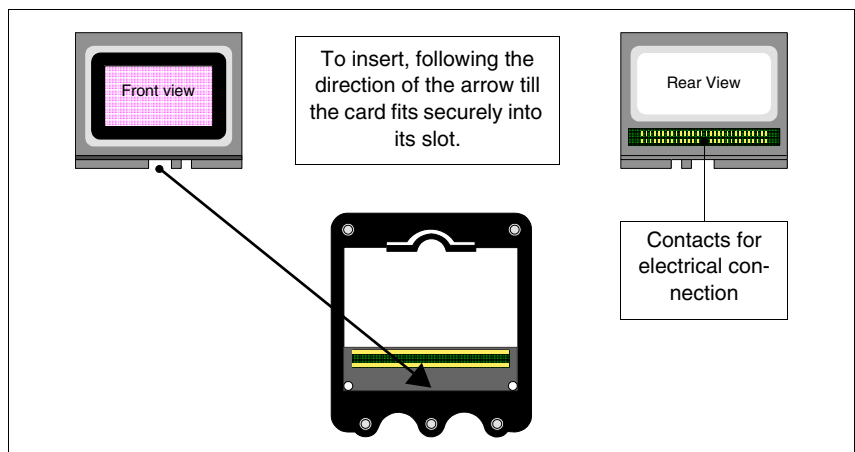 Front view
To insert, following the
direction of the arrow till
the card fits securely into
its slot.
Rear View
Contacts for
electrical con-
nection